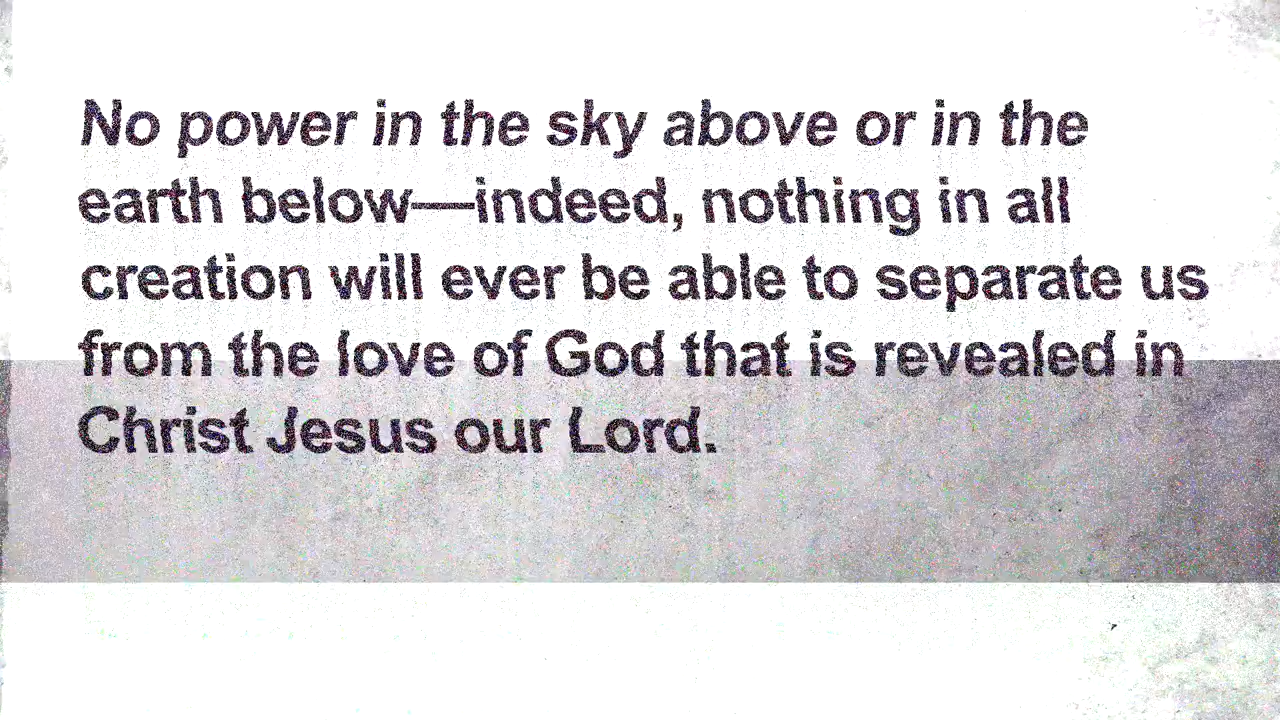 No power in the sky above or in the
earth below—indeed, nothing in all
creation will ever be able to separate us
from the love of God that is revealed in
Christ Jesus our Lord.